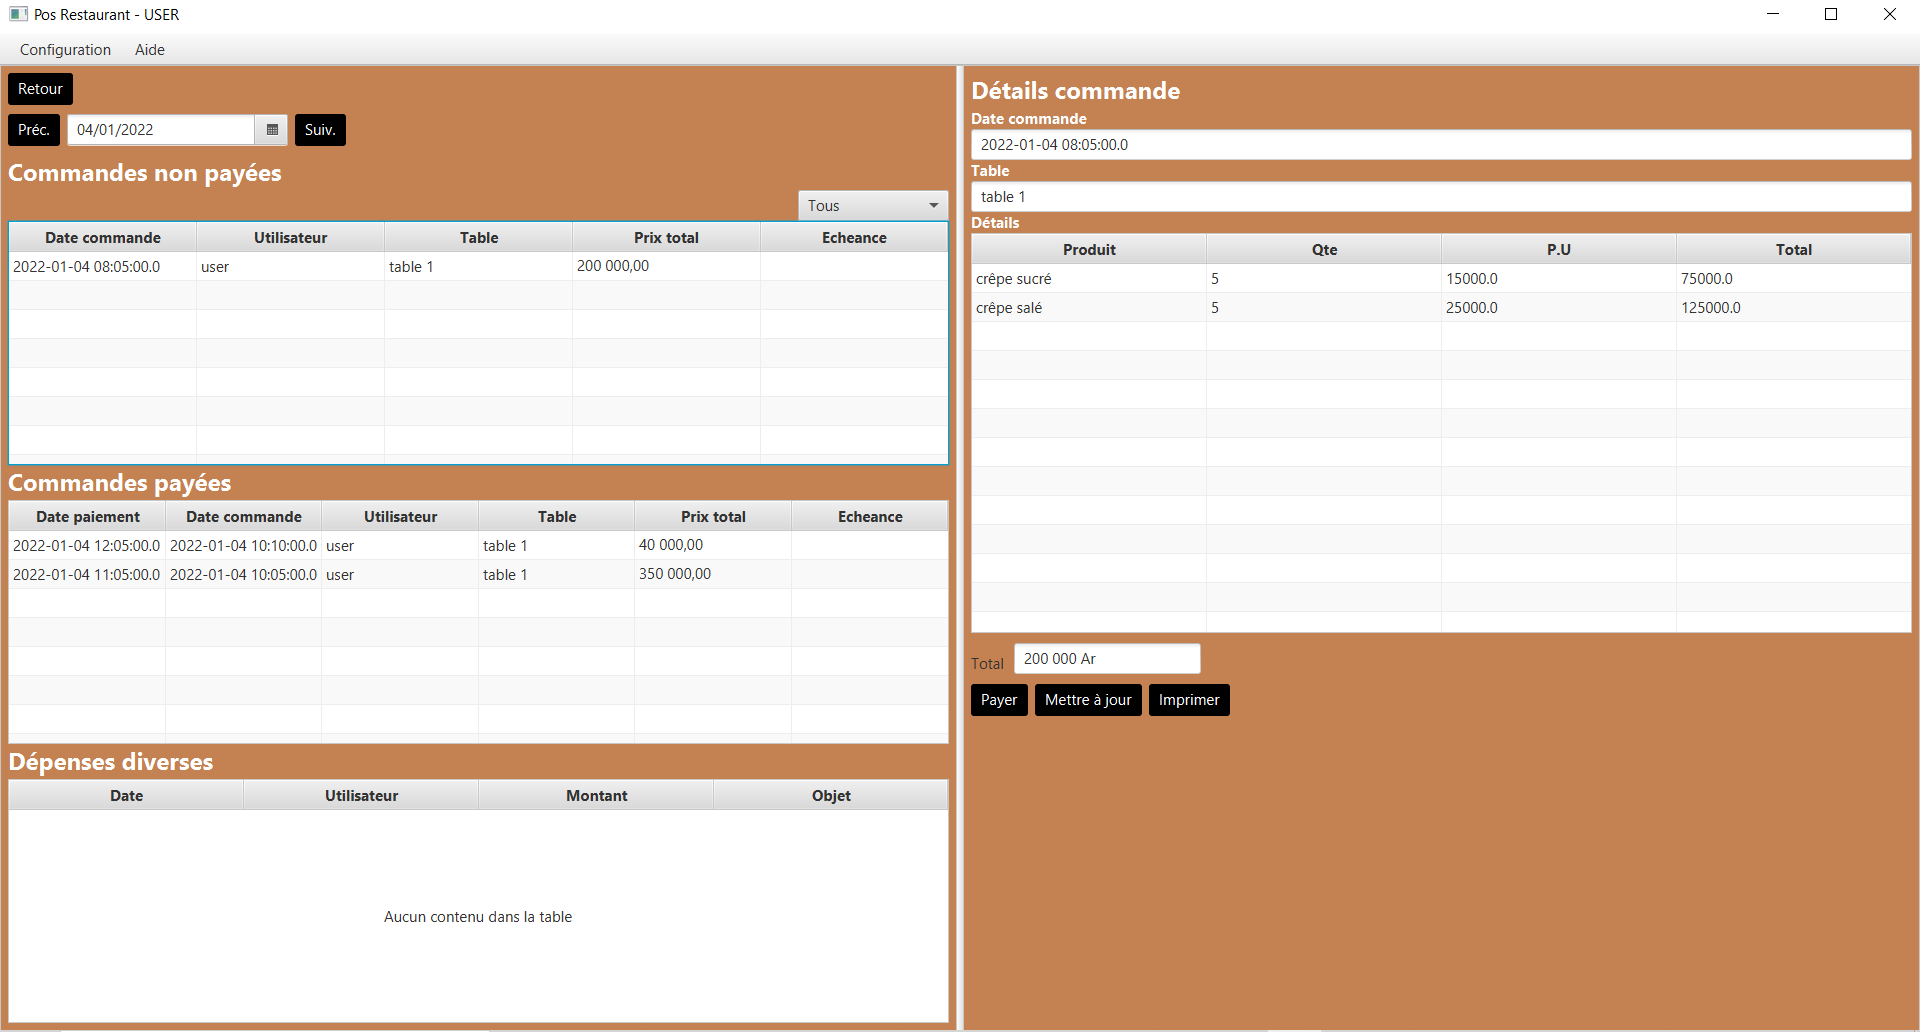 Pos Restaurant - USER
Configuration Aide
Retour
Préc. 04/01/2022 Suiv.
Commandes non payées
Tous
Date commande Utilisateur Table Prix total Echeance
2022-01-04 08:05:00.0 user table 1 200 000,00
Commandes payées
Date paiement Date commande Utilisateur Table Prix total Echeance
2022-01-04 12:05:00.0 2022-01-04 10:10:00.0 user table 1 40 000,00
2022-01-04 11:05:00.0 2022-01-04 10:05:00.0 user table 1 350 000,00
Dépenses diverses
Date Utilisateur Montant Objet
Aucun contenu dans la table
Détails commande
Date commande
2022-01-04 08:05:00.0
Table
table 1
Détails
Produit Qte P.U Total
crêpe sucré 5 15000.0 75000.0
crêpe salé 5 25000.0 125000.0
Total 200 000 Ar
Payer Mettre à jour Imprimer